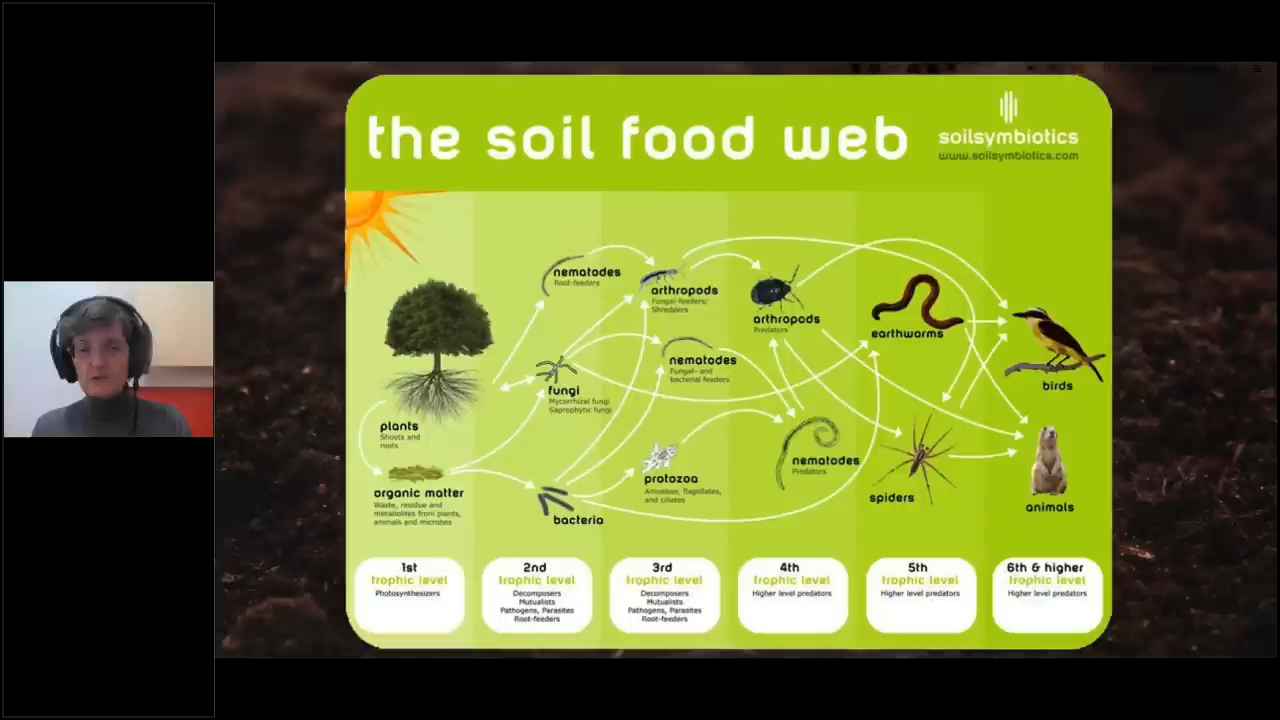 the soil food web
soilsymbiotics
www.soilsymbiotics.com
nematodes
Root-feeders
arthropods
Fungal-feeders/
Shredders
arthropods
Predators
earthworms
birds
fungi
Mycorrhizal fungi
Saprophytic fungi
nematodes
Fungal- and
bacterial feeders
plants
Shoots and
roots
organic matter
Waste, residue and
metabolites from plants,
animals and microbes
bacteria
protozoa
Amoebae, flagellates,
and ciliates
nematodes
Predators
spiders
animals
1st
trophic level
Photosynthesizers
2nd
trophic level
Decomposers
Mutualists
Pathogens, Parasites
Root-feeders
3rd
trophic level
Decomposers
Mutualists
Pathogens, Parasites
Root-feeders
4th
trophic level
Higher level predators
5th
trophic level
Higher level predators
6th & higher
trophic level
Higher level predators